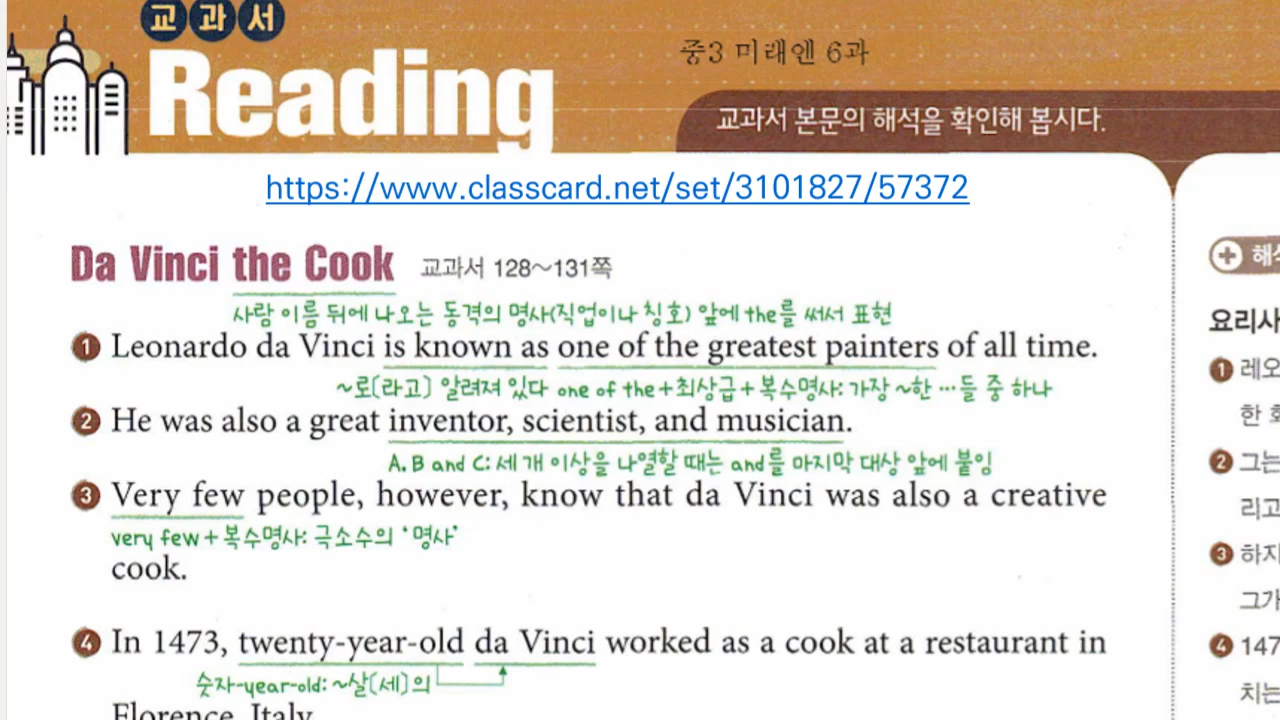 교과서
Reading
중3 미래엔 6과
교과서 본문의 해석을 확인해 봅시다.
https://www.classcard.net/set/3101827/57372
Da Vinci the Cook 교과서 128~131쪽
사람 이름 뒤에 나오는 동격의 명사(직업이나 칭호) 앞에 the를 써서 표현
1 Leonardo da Vinci is known as one of the greatest painters of all time.
~로[라고] 알려져 있다 one of the+최상급+복수명사: 가장 ~한 …들 중 하나
2 He was also a great inventor, scientist, and musician.
A, B and C: 세 개 이상을 나열할 때는 and를 마지막 대상 앞에 붙임
3 Very few people, however, know that da Vinci was also a creative
very few+복수명사: 극소수의 '명사'
cook.
4 In 1473, twenty-year-old da Vinci worked as a cook at a restaurant in
숫자-year-old: ~살[세]의
Florence, Italy.
해석
요리사
1 레오
한 화
2 그는
리고
3 하지
그가
4 147
치는